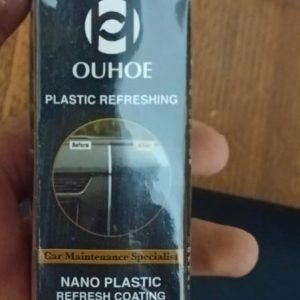 OUHOE
PLASTIC REFRESHING
Before After
Car Maintenance Specialist
NANO PLASTIC
REFRESH COATING